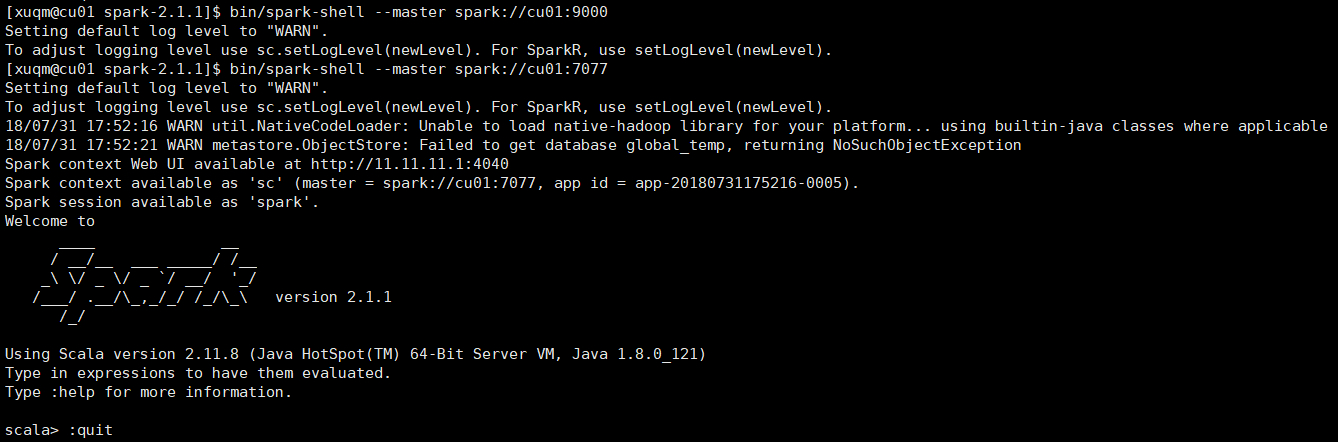 [xuqm@cu01 spark-2.1.1]$ bin/spark-shell --master spark://cu01:9000
Setting default log level to "WARN".
To adjust logging level use sc.setLogLevel(newLevel). For SparkR, use setLogLevel(newLevel).
[xuqm@cu01 spark-2.1.1]$ bin/spark-shell --master spark://cu01:7077
Setting default log level to "WARN".
To adjust logging level use sc.setLogLevel(newLevel). For SparkR, use setLogLevel(newLevel).
18/07/31 17:52:16 WARN util.NativeCodeLoader: Unable to load native-hadoop library for your platform... using builtin-java classes where applicable
18/07/31 17:52:21 WARN metastore.ObjectStore: Failed to get database global_temp, returning NoSuchObjectException
Spark context Web UI available at http://11.11.11.1:4040
Spark context available as 'sc' (master = spark://cu01:7077, app id = app-20180731175216-0005).
Spark session available as 'spark'.
Welcome to
      ____              __
     / __/__  ___ _____/ /__
    _\ \/ _ \/ _ `/ __/  '_/
   /___/ .__/\_,_/_/ /_/\_\   version 2.1.1
      /_/
Using Scala version 2.11.8 (Java HotSpot(TM) 64-Bit Server VM, Java 1.8.0_121)
Type in expressions to have them evaluated.
Type :help for more information.
scala> :quit